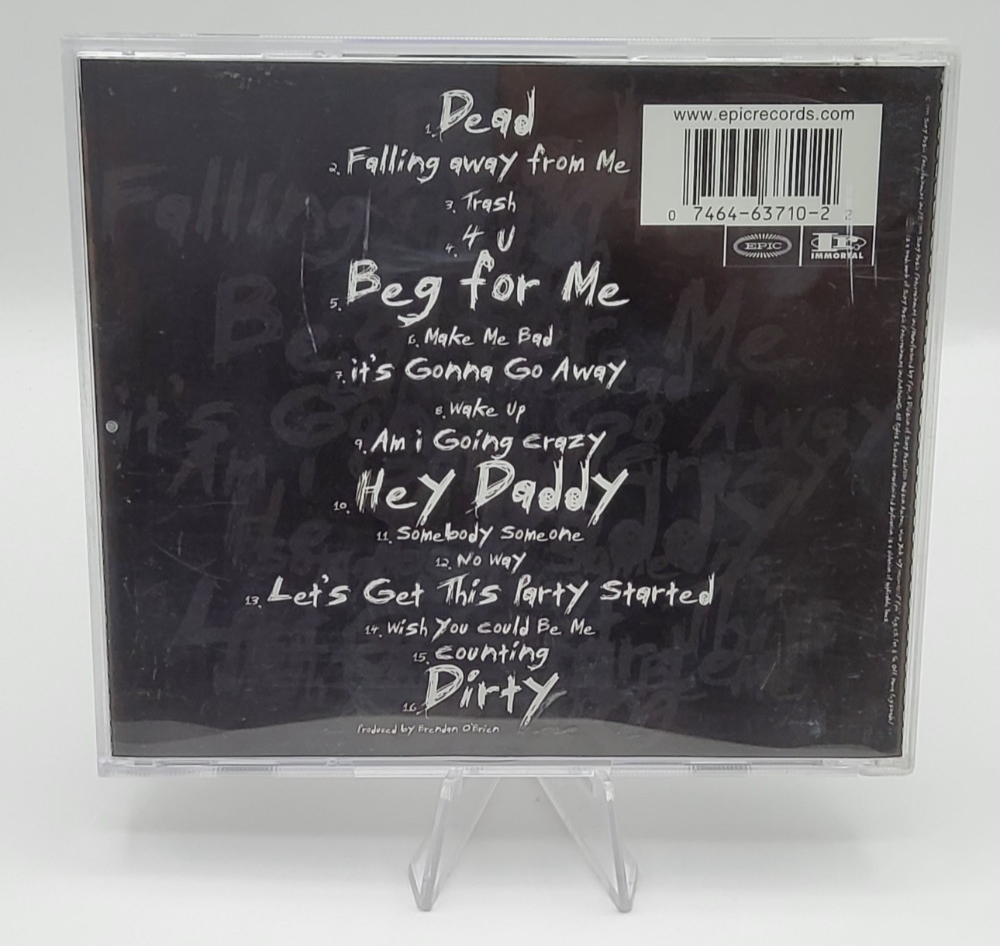 1. Dead
2. Falling away from Me
3. Trash
4. 4 U
5. Beg for Me
6. Make Me Bad
7. it's Gonna Go Away
8. Wake Up
9. Am i Going crazy
10. Hey Daddy
11. Somebody Someone
12. No Way
13. Let's Get This Party Started
14. Wish You could Be Me
15. counting
16. Dirty
Produced by Brendan O'Brien
www.epicrecords.com
0 7464-63710-2 2
EPIC
IMMORTAL